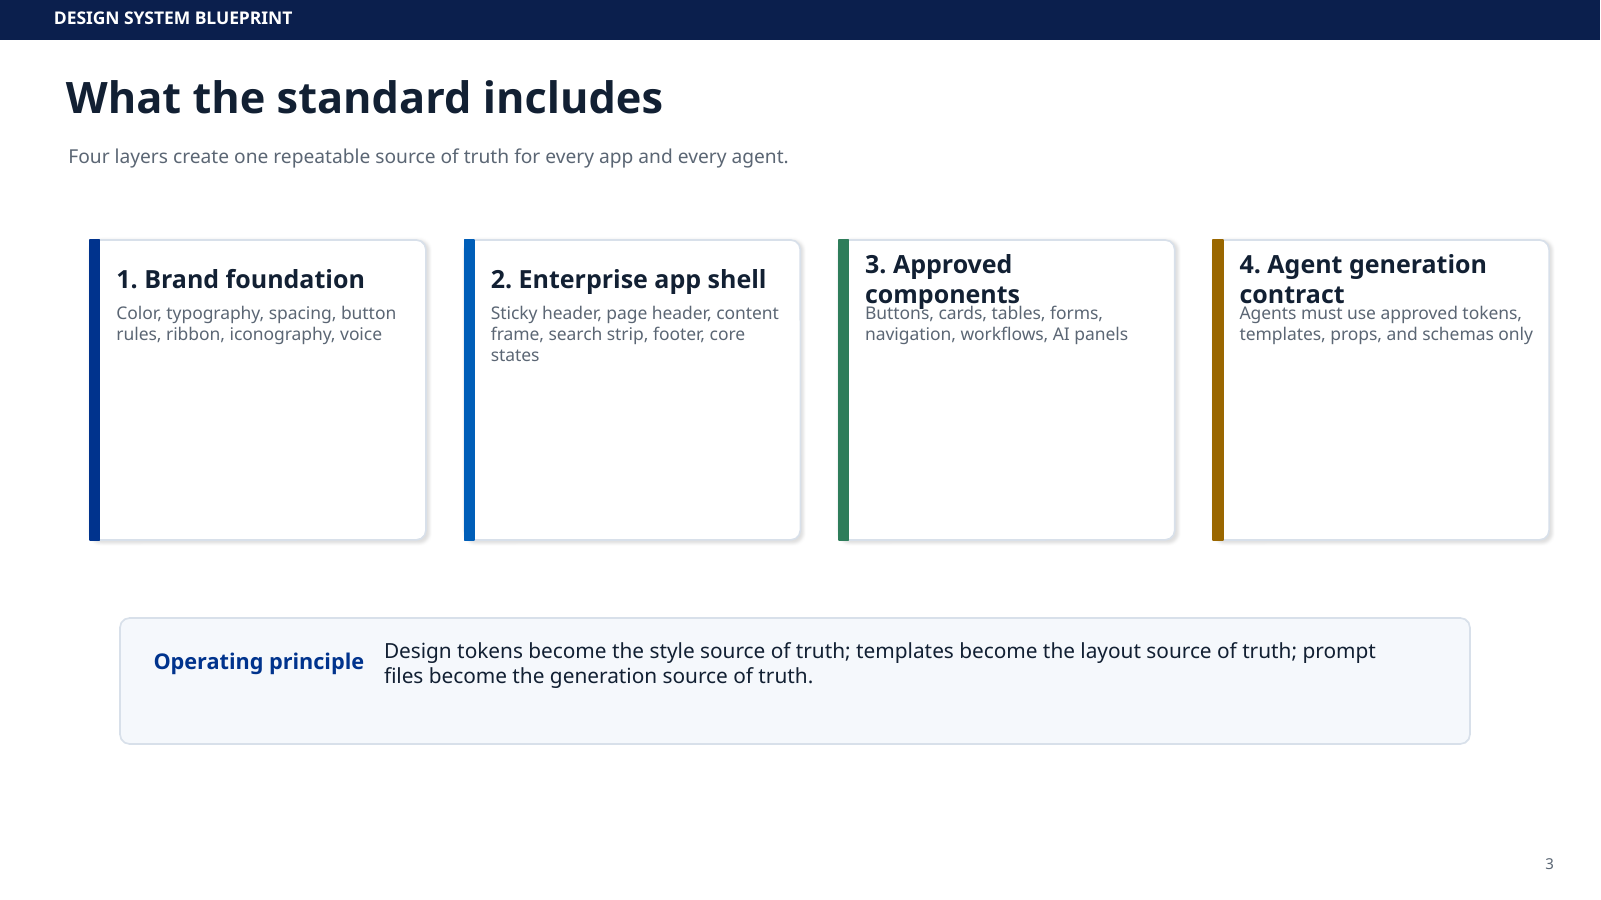 DESIGN SYSTEM BLUEPRINT
What the standard includes
Four layers create one repeatable source of truth for every app and every agent.
1. Brand foundation
Color, typography, spacing, button
rules, ribbon, iconography, voice
2. Enterprise app shell
Sticky header, page header, content
frame, search strip, footer, core
states
3. Approved
components
Buttons, cards, tables, forms,
navigation, workflows, AI panels
4. Agent generation
contract
Agents must use approved tokens,
templates, props, and schemas only
Operating principle
Design tokens become the style source of truth; templates become the layout source of truth; prompt
files become the generation source of truth.
3